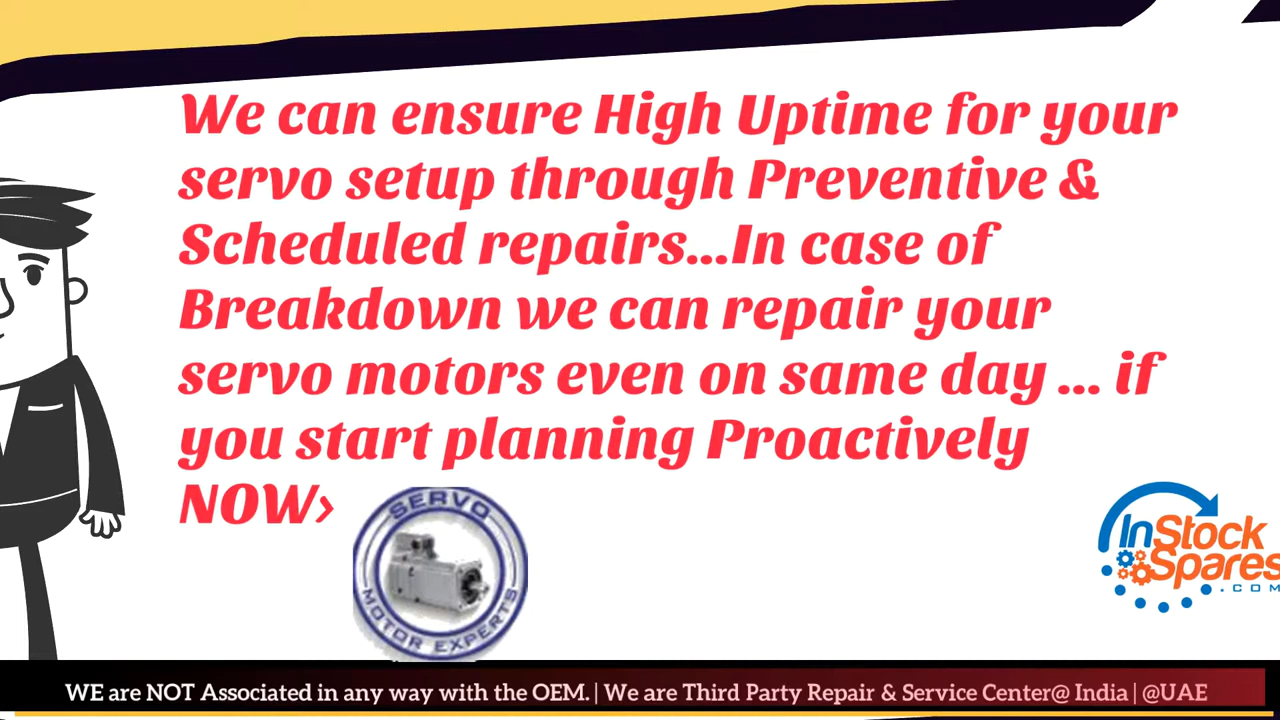 We can ensure High Uptime for your
servo setup through Preventive &
Scheduled repairs...In case of
Breakdown we can repair your
servo motors even on same day ... if
you start planning Proactively
NOW>
SERVO
MOTOR EXPERTS
InStock
Spares
.COM
WE are NOT Associated in any way with the OEM. | We are Third Party Repair & Service Center@ India | @UAE